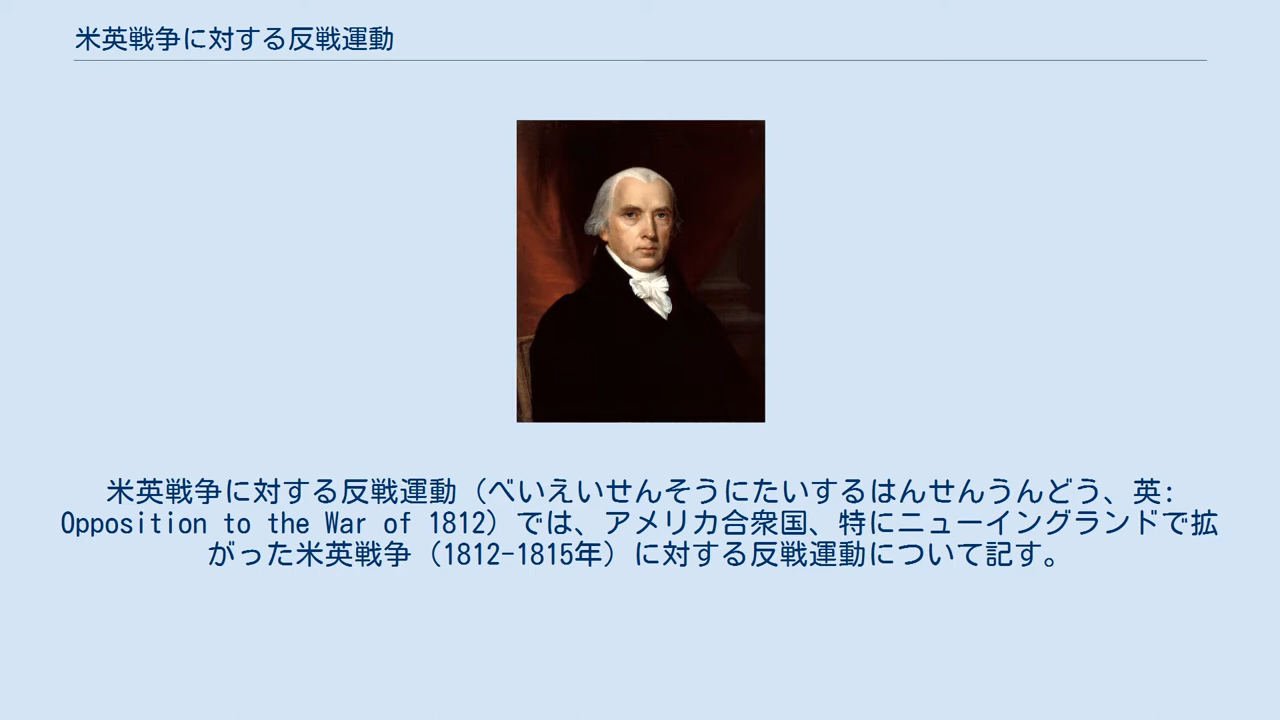 米英戦争に対する反戦運動
米英戦争に対する反戦運動（べいえいせんそうにたいするはんせんうんどう、英:
Opposition to the War of 1812）では、アメリカ合衆国、特にニューイングランドで拡
がった米英戦争（1812-1815年）に対する反戦運動について記す。